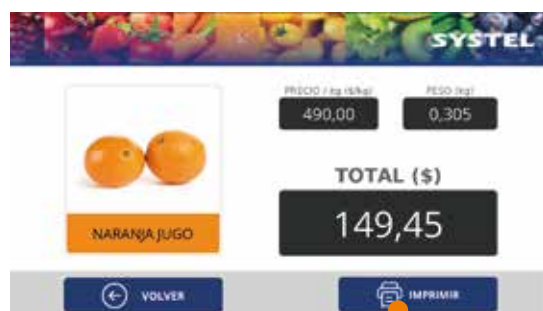 SYSTEL
PRECIO / kg ($/kg)
PESO (kg)
490,00
0,305
TOTAL ($)
149,45
NARANJA JUGO
VOLVER
IMPRIMIR